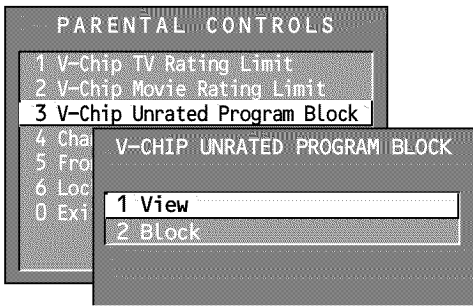 PARENTAL CONTROLS
1 V-Chip TV Rating Limit
2 V-Chip Movie Rating Limit
3 V-Chip Unrated Program Block
4 Cha
5 Fro
6 Loc
0 Exi
V-CHIP UNRATED PROGRAM BLOCK
1 View
2 Block